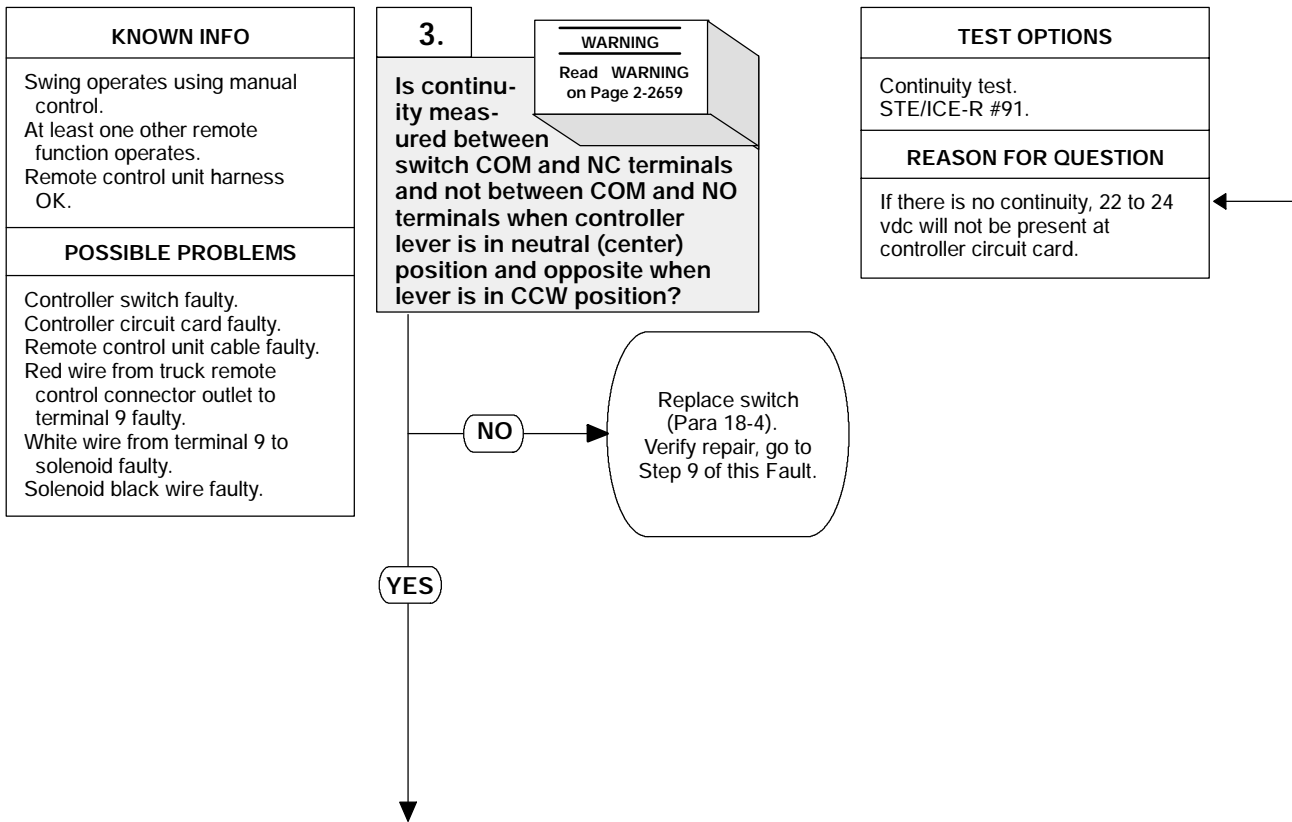 KNOWN INFO
Swing operates using manual
control.
At least one other remote
function operates.
Remote control unit harness
OK.
POSSIBLE PROBLEMS
Controller switch faulty.
Controller circuit card faulty.
Remote control unit cable faulty.
Red wire from truck remote
control connector outlet to
terminal 9 faulty.
White wire from terminal 9 to
solenoid faulty.
Solenoid black wire faulty.
3.
WARNING
Read WARNING
on Page 2-2659
Is continu-
ity meas-
ured between
switch COM and NC terminals
and not between COM and NO
terminals when controller
lever is in neutral (center)
position and opposite when
lever is in CCW position?
NO
Replace switch
(Para 18-4).
Verify repair, go to
Step 9 of this Fault.
YES
TEST OPTIONS
Continuity test.
STE/ICE-R #91.
REASON FOR QUESTION
If there is no continuity, 22 to 24
vdc will not be present at
controller circuit card.